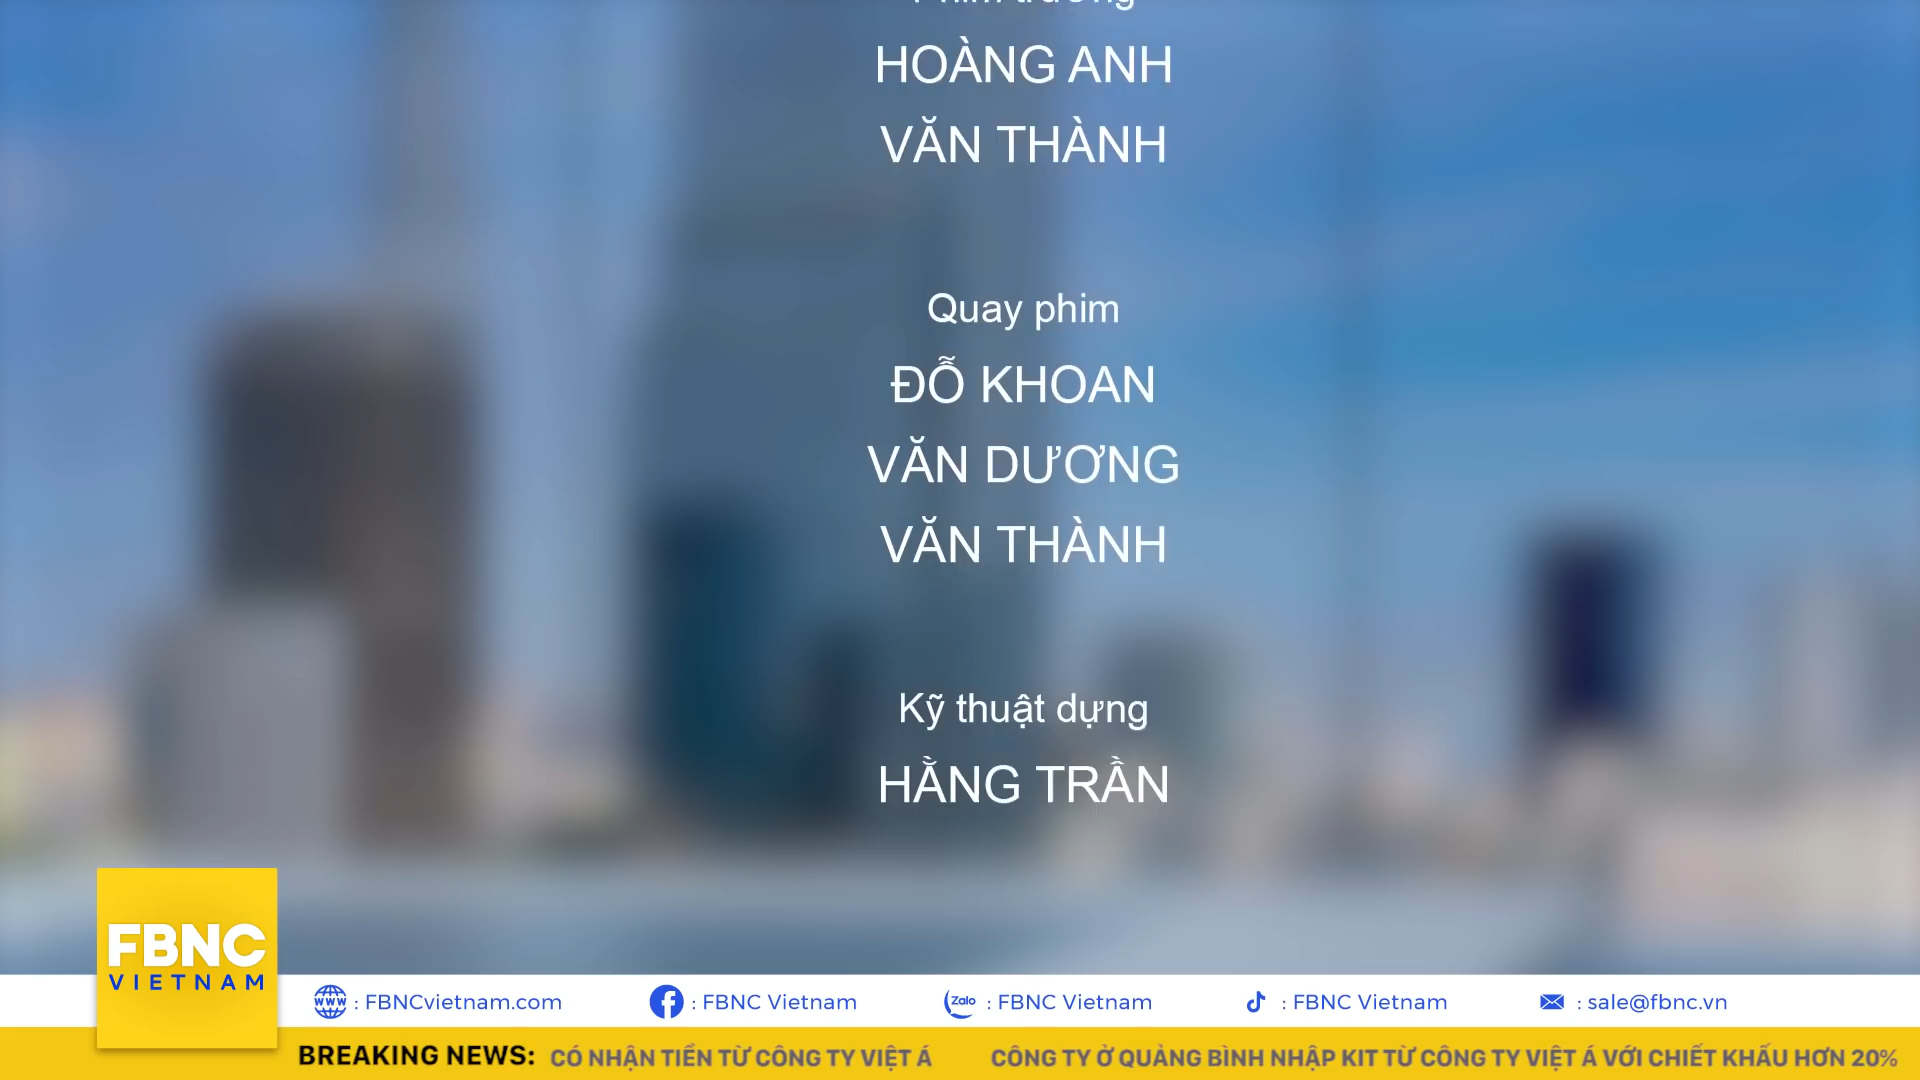 HOÀNG ANH
VĂN THÀNH
Quay phim
ĐỖ KHOAN
VĂN DƯƠNG
VĂN THÀNH
Kỹ thuật dựng
HẰNG TRẦN
FBNC
VIETNAM
www : FBNCvietnam.com
: FBNC Vietnam
Zalo : FBNC Vietnam
: FBNC Vietnam
: sale@fbnc.vn
BREAKING NEWS: CÓ NHẬN TIỀN TỪ CÔNG TY VIỆT Á CÔNG TY Ở QUẢNG BÌNH NHẬP KIT TỪ CÔNG TY VIỆT Á VỚI CHIẾT KHẤU HƠN 20%